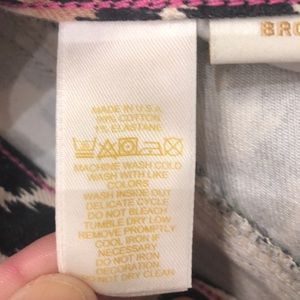 BRO
MADE IN U.S.A.
99% COTTON
1% ELASTANE
MACHINE WASH COLD
WASH WITH LIKE
COLORS
WASH INSIDE OUT
DELICATE CYCLE
DO NOT BLEACH
TUMBLE DRY LOW
REMOVE PROMPTLY
COOL IRON IF
NECESSARY
DO NOT IRON
DECORATION
DO NOT DRY CLEAN